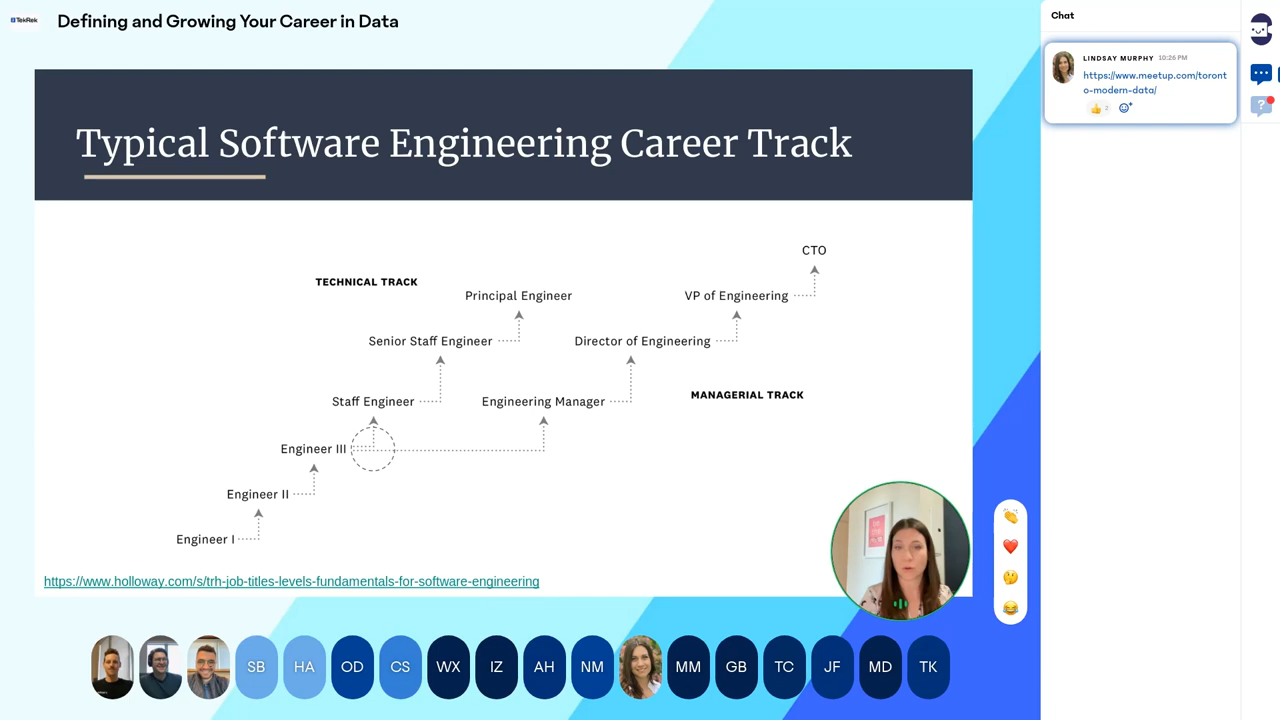 TekRek
Defining and Growing Your Career in Data
Chat
LINDSAY MURPHY 10:26 PM
https://www.meetup.com/toront
o-modern-data/
2
Typical Software Engineering Career Track
CTO
TECHNICAL TRACK
Principal Engineer
VP of Engineering
Senior Staff Engineer
Director of Engineering
MANAGERIAL TRACK
Staff Engineer
Engineering Manager
Engineer III
Engineer II
Engineer I
https://www.holloway.com/s/trh-job-titles-levels-fundamentals-for-software-engineering
SB HA OD CS WX IZ AH NM MM GB TC JF MD TK